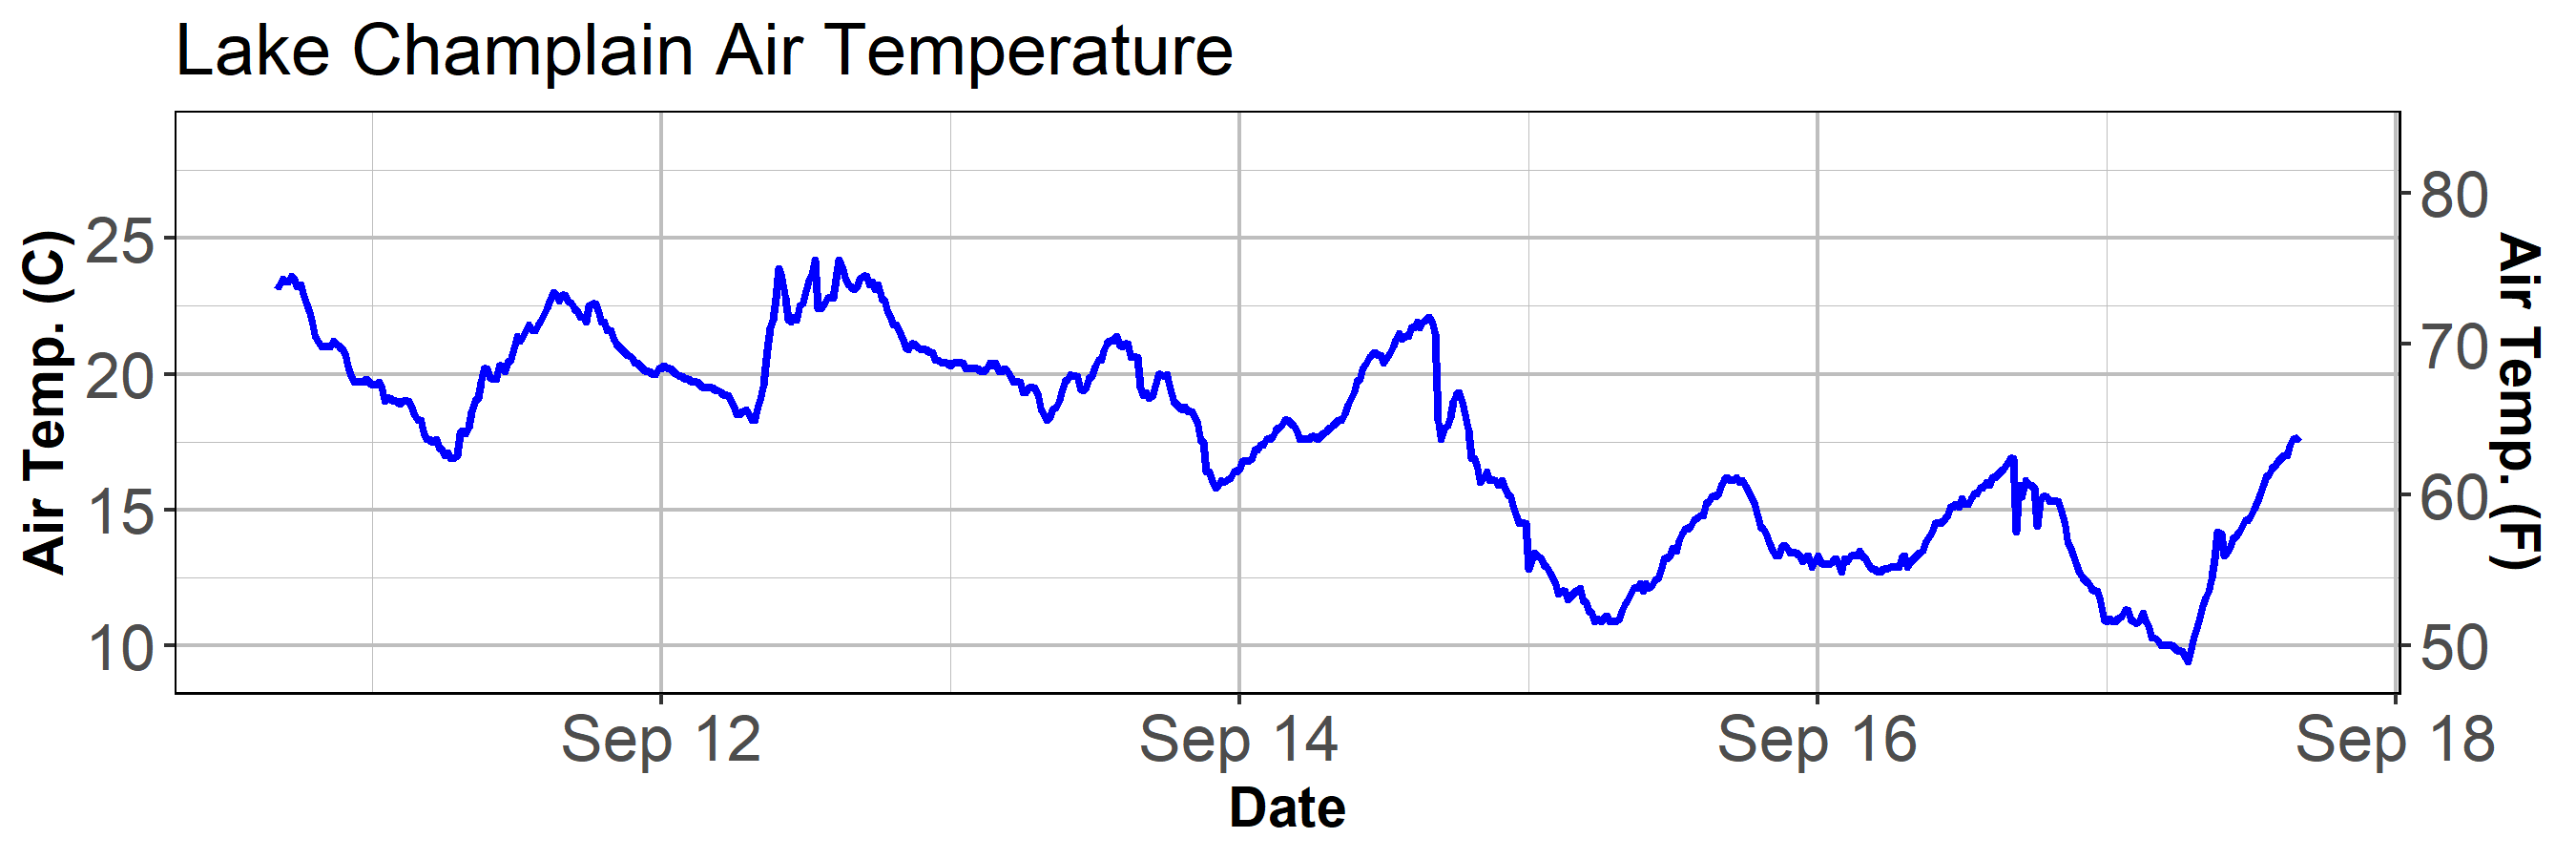 Lake Champlain Air Temperature
Air Temp. (C)
25
20
15
10
80
70
60
50
Air Temp. (F)
Sep 12
Sep 14
Sep 16
Sep 18
Date